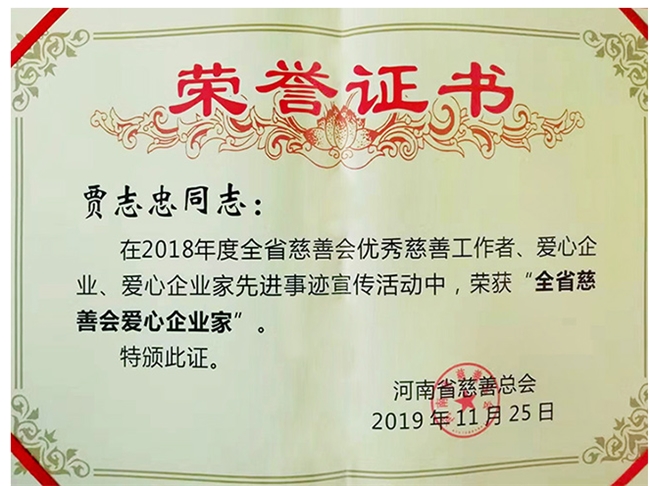 荣誉证书
贾志忠同志：
在2018年度全省慈善会优秀慈善工作者、爱心企
业、爱心企业家先进事迹宣传活动中，荣获“全省慈
善会爱心企业家”。
特颁此证。
河南省慈善总会
2019年11月25日